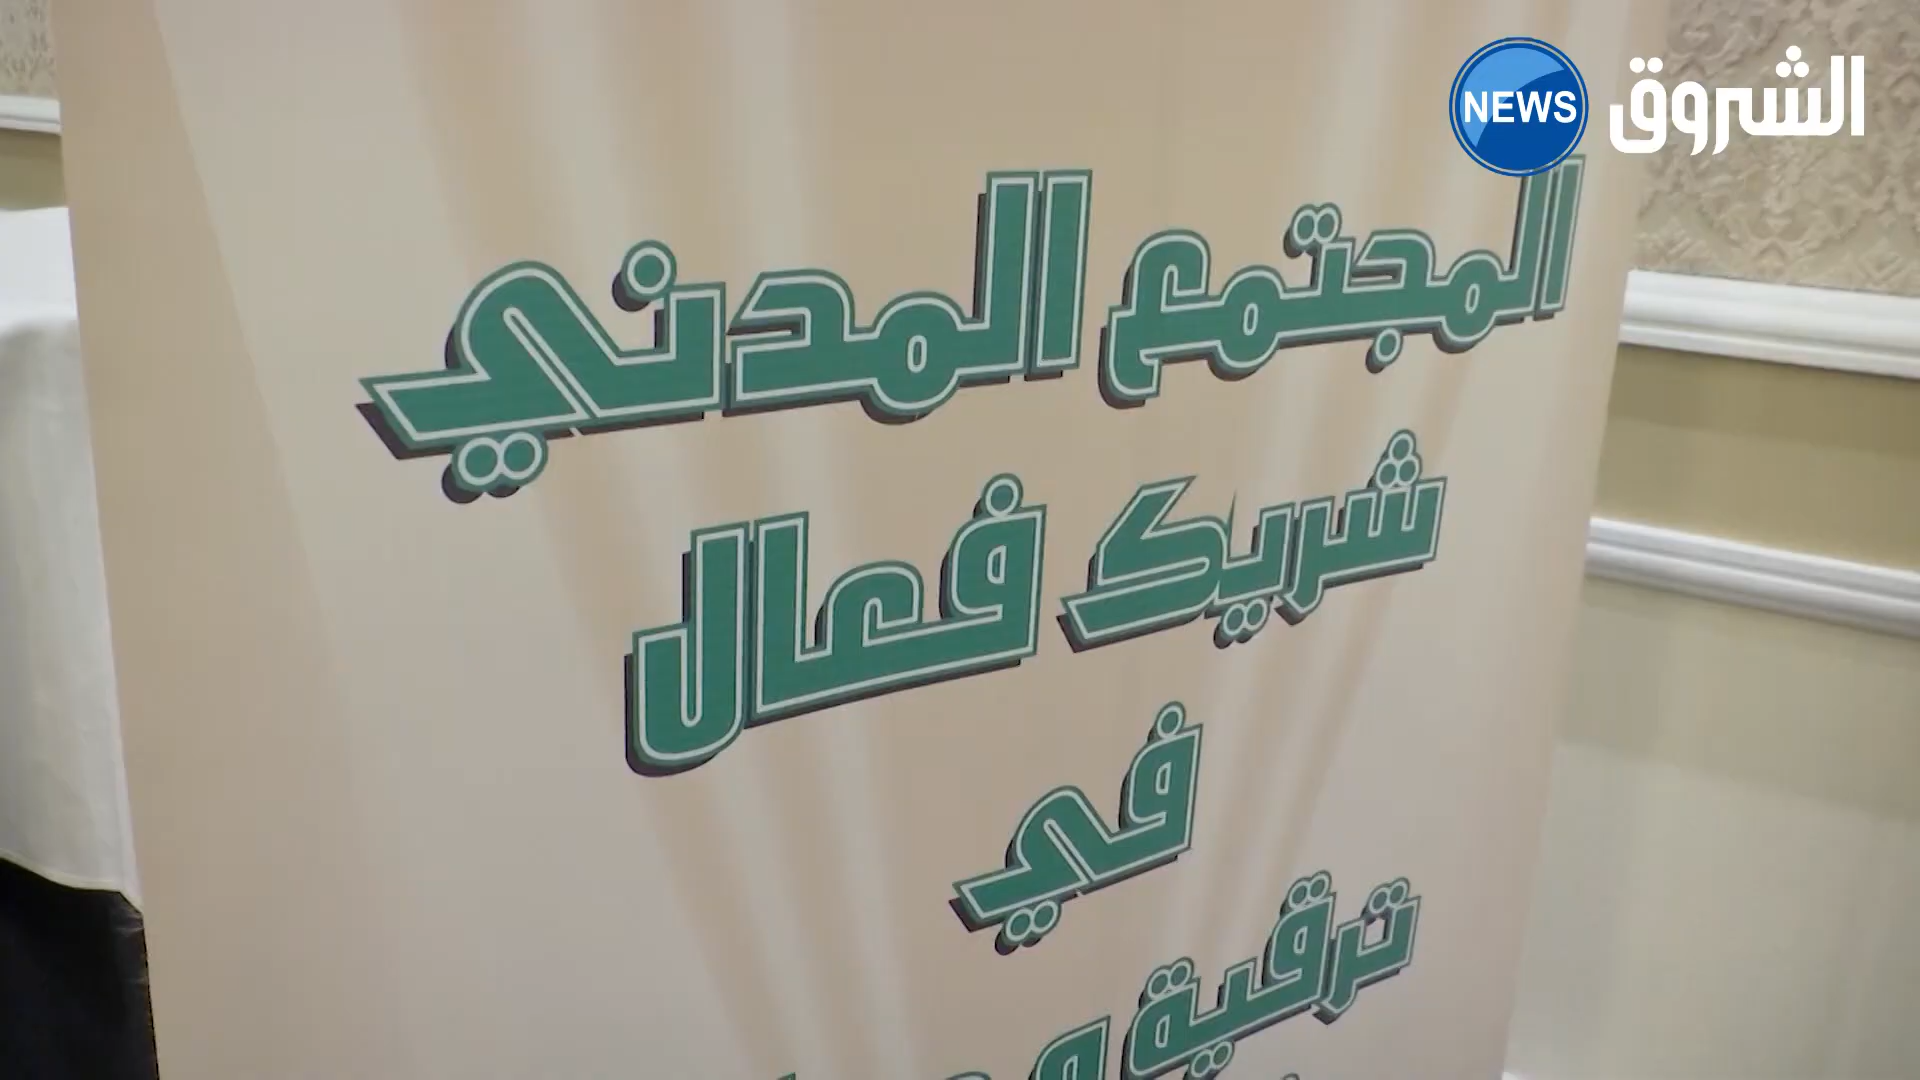 NEWS الشروق
المجتمع المدني
شريك فعال
في
ترقية و